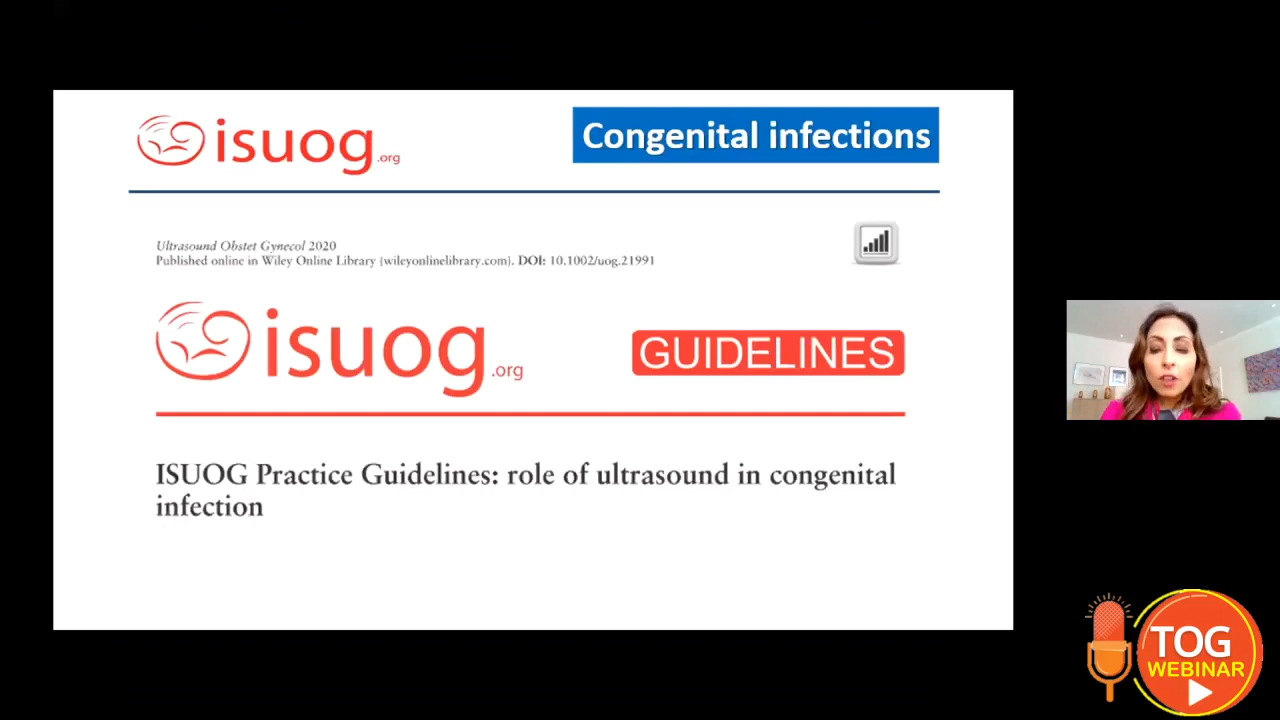 isuog.org
Congenital infections
Ultrasound Obstet Gynecol 2020
Published online in Wiley Online Library (wileyonlinelibrary.com). DOI: 10.1002/uog.21991
isuog.org
GUIDELINES
ISUOG Practice Guidelines: role of ultrasound in congenital
infection
TOG
WEBINAR